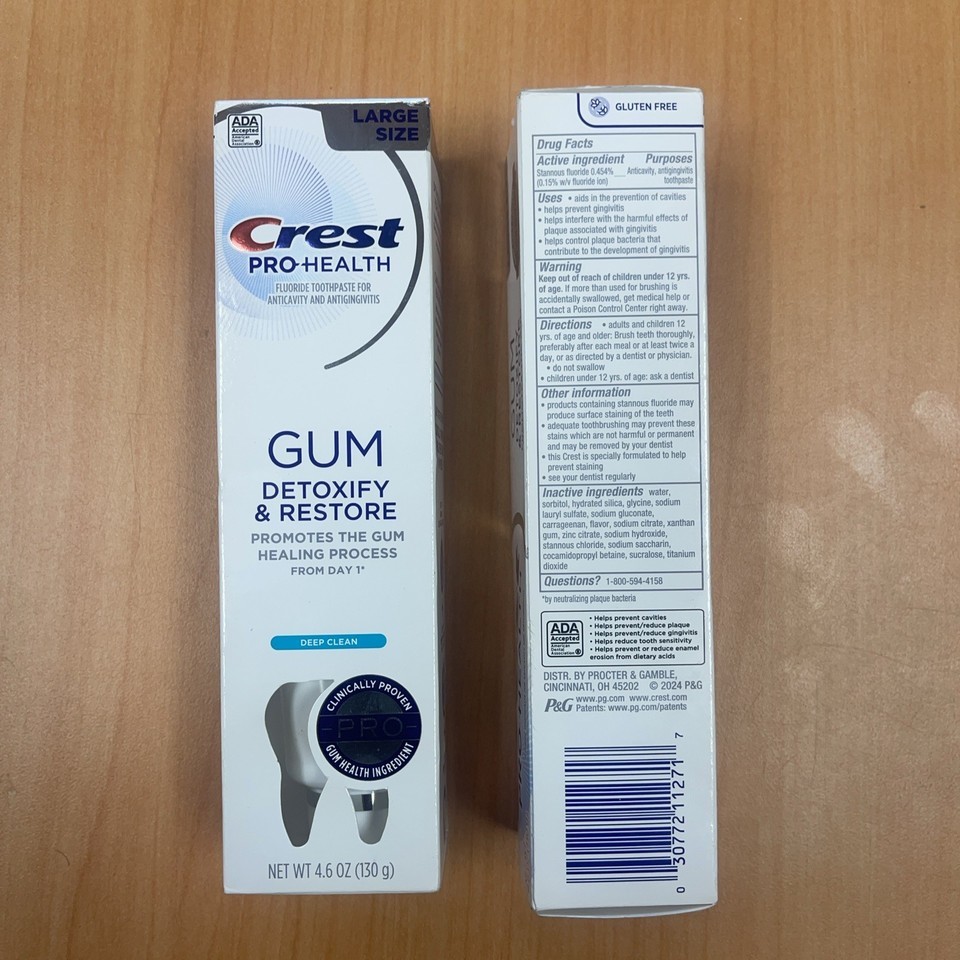 ADA
Accepted
American
Dental
Association®
LARGE
SIZE
Crest
PRO-HEALTH
FLUORIDE TOOTHPASTE FOR
ANTICAVITY AND ANTIGINGIVITIS
GUM
DETOXIFY
& RESTORE
PROMOTES THE GUM
HEALING PROCESS
FROM DAY 1*
DEEP CLEAN
CLINICALLY PROVEN
PRO
GUM HEALTH INGREDIENT
NET WT 4.6 OZ (130 g)
GLUTEN FREE
Drug Facts
Active ingredient Purposes
Stannous fluoride 0.454% Anticavity, antigingivitis
(0.15% w/v fluoride ion) toothpaste
Uses • aids in the prevention of cavities
• helps prevent gingivitis
• helps interfere with the harmful effects of
plaque associated with gingivitis
• helps control plaque bacteria that
contribute to the development of gingivitis
Warning
Keep out of reach of children under 12 yrs.
of age. If more than used for brushing is
accidentally swallowed, get medical help or
contact a Poison Control Center right away.
Directions • adults and children 12
yrs. of age and older: Brush teeth thoroughly,
preferably after each meal or at least twice a
day, or as directed by a dentist or physician.
• do not swallow
• children under 12 yrs. of age: ask a dentist
Other information
• products containing stannous fluoride may
produce surface staining of the teeth
• adequate toothbrushing may prevent these
stains which are not harmful or permanent
and may be removed by your dentist
• this Crest is specially formulated to help
prevent staining
• see your dentist regularly
Inactive ingredients water,
sorbitol, hydrated silica, glycine, sodium
lauryl sulfate, sodium gluconate,
carrageenan, flavor, sodium citrate, xanthan
gum, zinc citrate, sodium hydroxide,
stannous chloride, sodium saccharin,
cocamidopropyl betaine, sucralose, titanium
dioxide
Questions? 1-800-594-4158
*by neutralizing plaque bacteria
ADA
Accepted
American
Dental
Association®
• Helps prevent cavities
• Helps prevent/reduce plaque
• Helps prevent/reduce gingivitis
• Helps reduce tooth sensitivity
• Helps prevent or reduce enamel
erosion from dietary acids
DISTR. BY PROCTER & GAMBLE,
CINCINNATI, OH 45202 © 2024 P&G
P&G www.pg.com www.crest.com
Patents: www.pg.com/patents
0 30772 11271 7